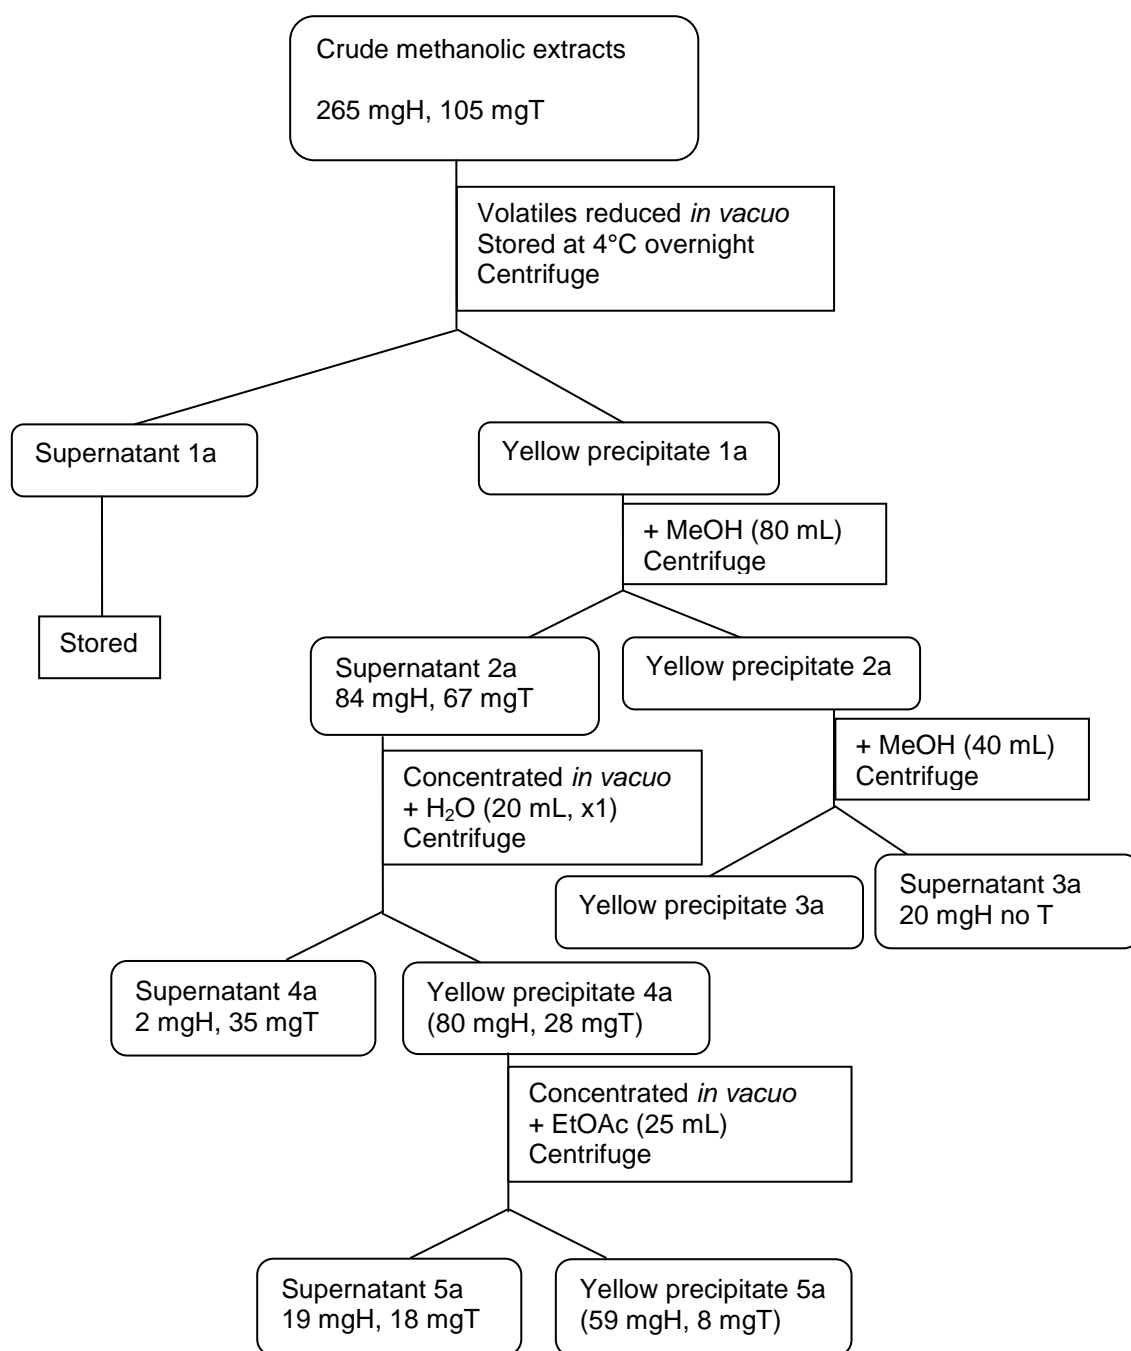 Crude methanolic extracts
265 mgH, 105 mgT
Volatiles reduced in vacuo
Stored at 4°C overnight
Centrifuge
Supernatant 1a
Yellow precipitate 1a
+ MeOH (80 mL)
Centrifuge
Stored
Supernatant 2a
84 mgH, 67 mgT
Yellow precipitate 2a
+ MeOH (40 mL)
Centrifuge
Concentrated in vacuo
+ H₂O (20 mL, x1)
Centrifuge
Yellow precipitate 3a
Supernatant 3a
20 mgH no T
Supernatant 4a
2 mgH, 35 mgT
Yellow precipitate 4a
(80 mgH, 28 mgT)
Concentrated in vacuo
+ EtOAc (25 mL)
Centrifuge
Supernatant 5a
19 mgH, 18 mgT
Yellow precipitate 5a
(59 mgH, 8 mgT)